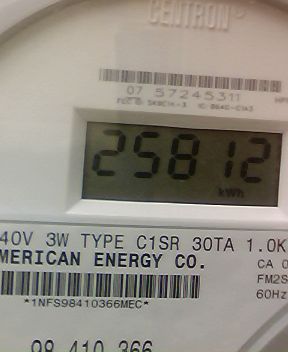 CENTRON®
07 57245311
25812
kWh
40V 3W TYPE C1SR 30TA 1.0K
MERICAN ENERGY CO.
CA 0
FM2S
60Hz
*1NFS98410366MEC*
98 410 366